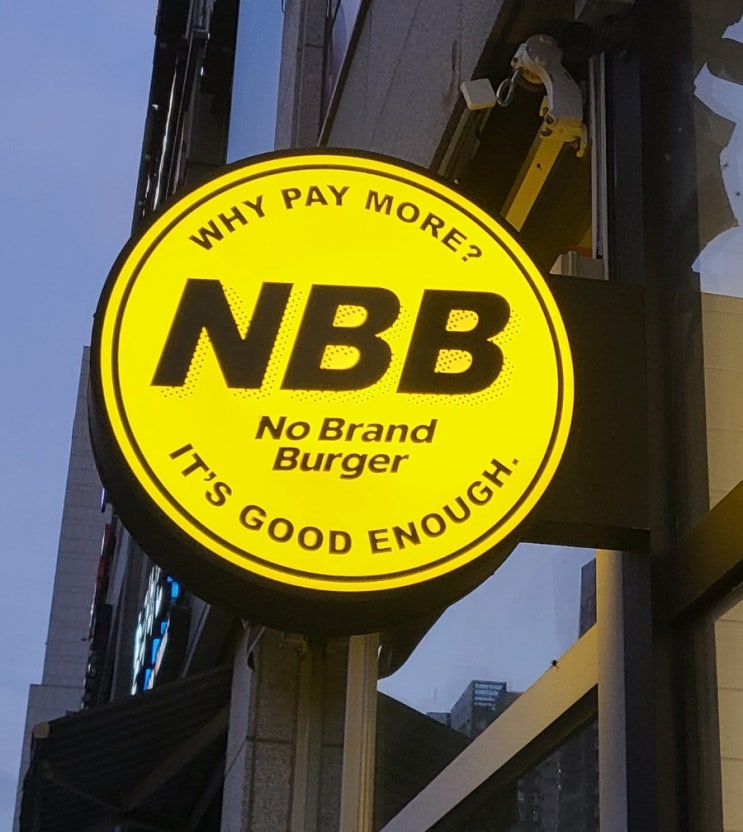 WHY PAY MORE?
NBB
No Brand
Burger
IT'S GOOD ENOUGH.